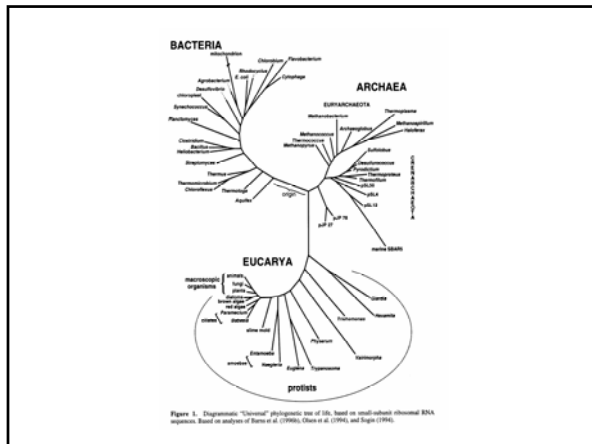 BACTERIA
mitochondrion
Rhodocyclus
E. coli
Chlorobium
Flavobacterium
Cytophaga
Agrobacterium
Desulfovibrio
chloroplast
Synechococcus
Planctomyces
Clostridium
Bacillus
Heliobacterium
Streptomyces
Thermus
Thermomicrobium
Chloroflexus
Thermotoga
Aquifex
origin
ARCHAEA
EURYARCHAEOTA
Methanobacterium
Thermoplasma
Archaeoglobus
Methanospirillum
Haloferax
Methanococcus
Thermococcus
Methanopyrus
Sulfolobus
Desulfurococcus
Pyrodictium
Thermoproteus
Thermofilum
pSL50
pSL4
pSL12
CRENARCHAEOTA
pJP 78
pJP 27
marine SBAR5
EUCARYA
macroscopic
organisms
animals
fungi
plants
diatoms
brown algae
red algae
ciliates
Paramecium
Babesia
slime mold
amoebae
Entamoeba
Naegleria
Euglena
Trypanosoma
Physarum
Trichomonas
Vairimorpha
Giardia
Hexamita
protists
Figure 1. Diagrammatic "Universal" phylogenetic tree of life, based on small-subunit ribosomal RNA
sequences. Based on analyses of Barns et al. (1996b), Olsen et al. (1994), and Sogin (1994).